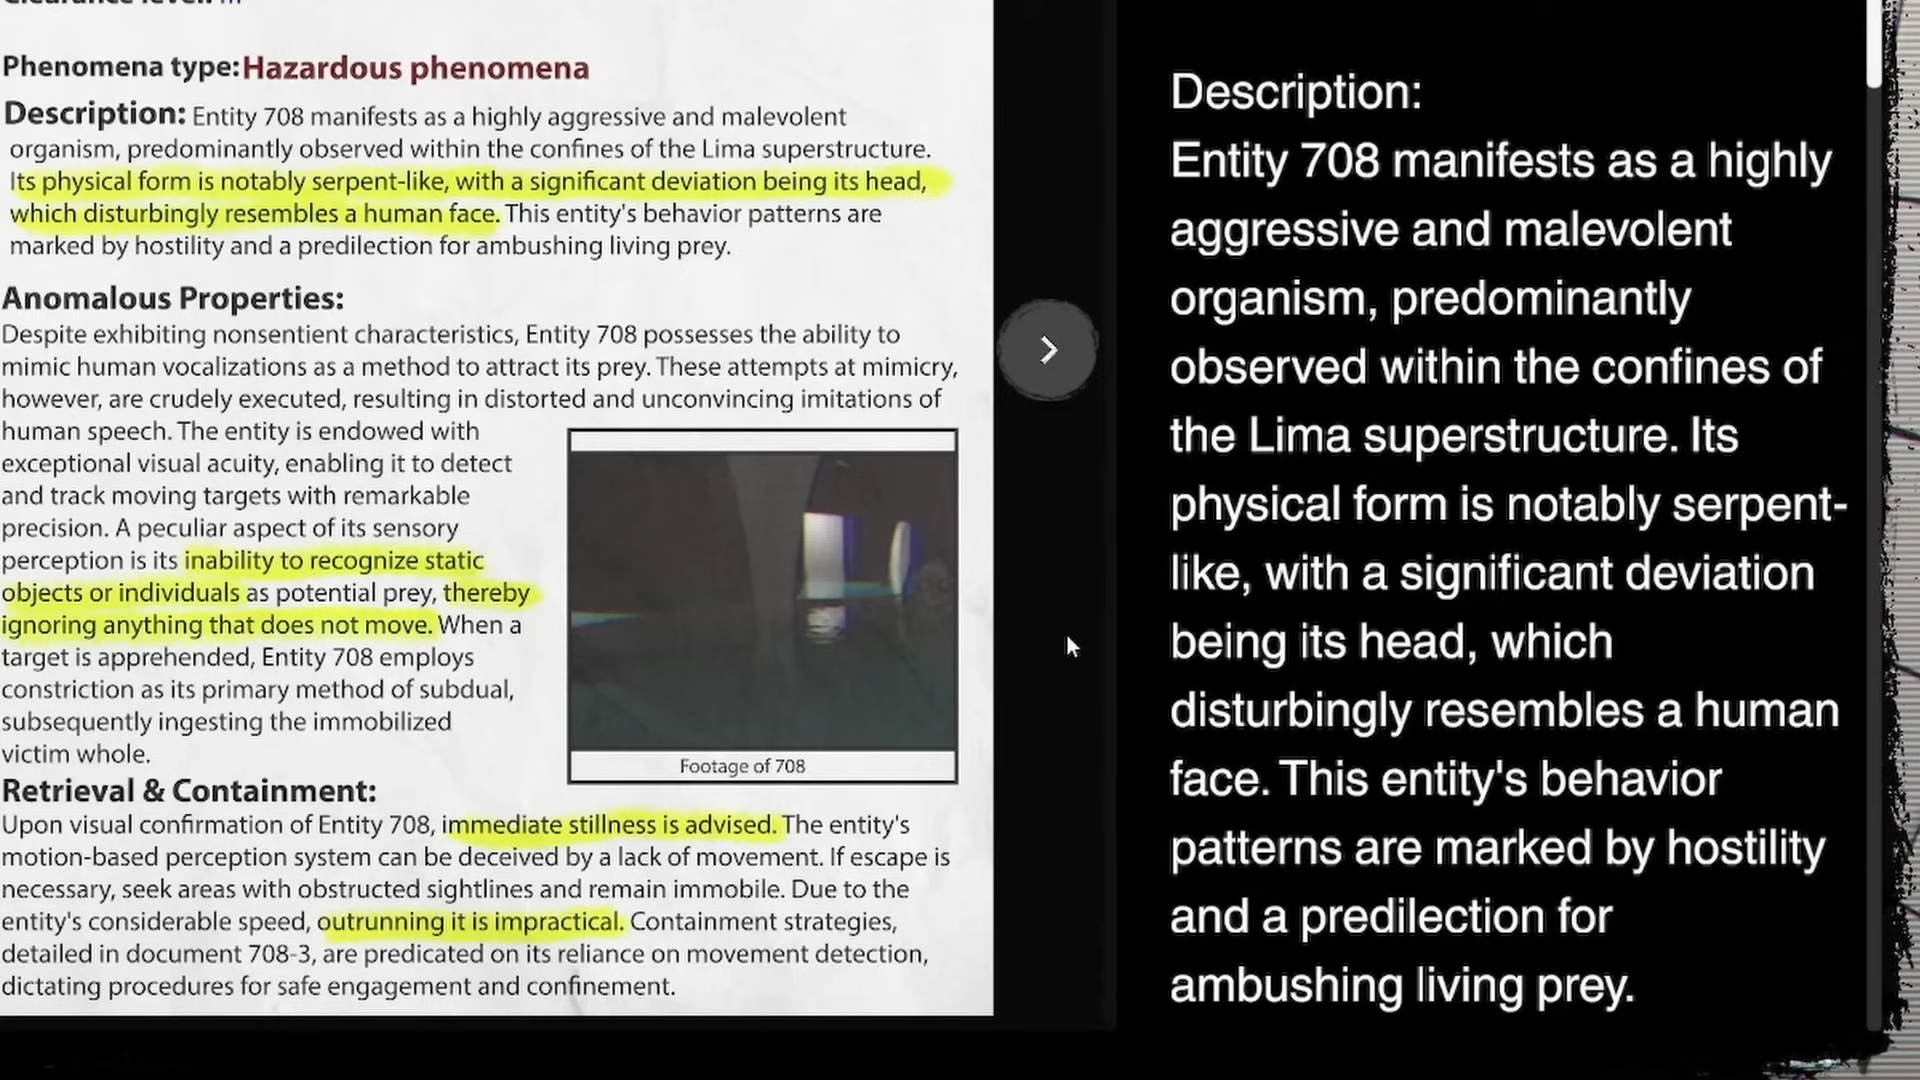 Phenomena type:Hazardous phenomena
Description: Entity 708 manifests as a highly aggressive and malevolent
organism, predominantly observed within the confines of the Lima superstructure.
Its physical form is notably serpent-like, with a significant deviation being its head,
which disturbingly resembles a human face. This entity's behavior patterns are
marked by hostility and a predilection for ambushing living prey.
Anomalous Properties:
Despite exhibiting nonsentient characteristics, Entity 708 possesses the ability to
mimic human vocalizations as a method to attract its prey. These attempts at mimicry,
however, are crudely executed, resulting in distorted and unconvincing imitations of
human speech. The entity is endowed with
exceptional visual acuity, enabling it to detect
and track moving targets with remarkable
precision. A peculiar aspect of its sensory
perception is its inability to recognize static
objects or individuals as potential prey, thereby
ignoring anything that does not move. When a
target is apprehended, Entity 708 employs
constriction as its primary method of subdual,
subsequently ingesting the immobilized
victim whole.
Footage of 708
Retrieval & Containment:
Upon visual confirmation of Entity 708, immediate stillness is advised. The entity's
motion-based perception system can be deceived by a lack of movement. If escape is
necessary, seek areas with obstructed sightlines and remain immobile. Due to the
entity's considerable speed, outrunning it is impractical. Containment strategies,
detailed in document 708-3, are predicated on its reliance on movement detection,
dictating procedures for safe engagement and confinement.
Description:
Entity 708 manifests as a highly
aggressive and malevolent
organism, predominantly
observed within the confines of
the Lima superstructure. Its
physical form is notably serpent-
like, with a significant deviation
being its head, which
disturbingly resembles a human
face. This entity's behavior
patterns are marked by hostility
and a predilection for
ambushing living prey.